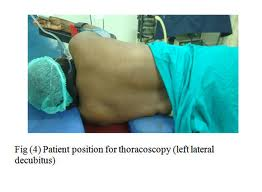 Fig (4) Patient position for thoracoscopy (left lateral
decubitus)